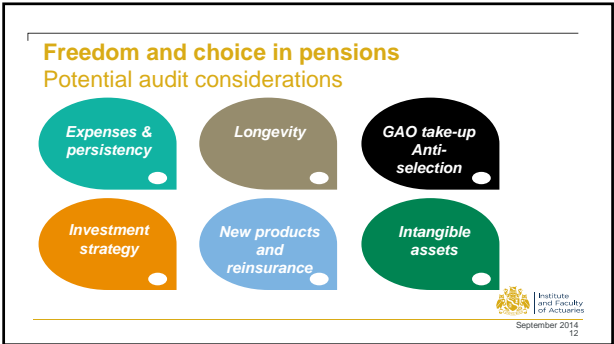 Freedom and choice in pensions
Potential audit considerations
Expenses &
persistency
Longevity
GAO take-up
Anti-
selection
Investment
strategy
New products
and
reinsurance
Intangible
assets
Institute
and Faculty
of Actuaries
September 2014
12